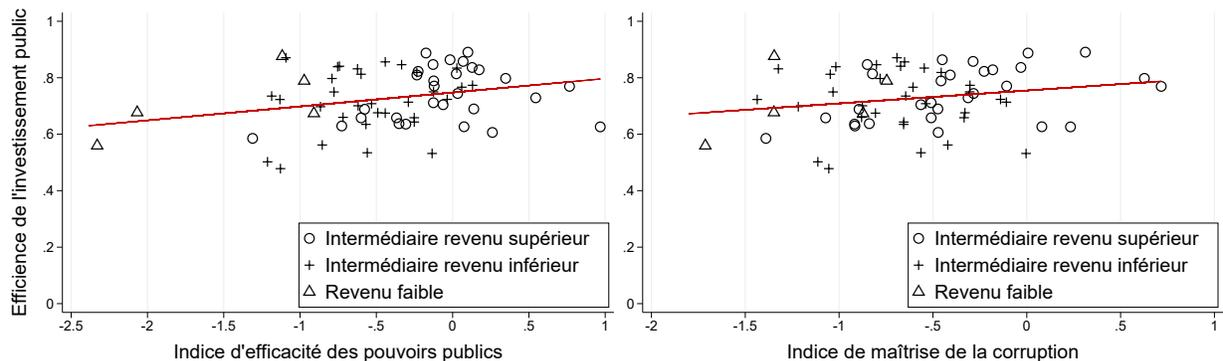 Efficience de l'investissement public
1
.8
.6
.4
.2
0
Intermédiaire revenu supérieur
Intermédiaire revenu inférieur
Revenu faible
-2.5 -2 -1.5 -1 -.5 0 .5 1
Indice d'efficacité des pouvoirs publics
1
.8
.6
.4
.2
0
Intermédiaire revenu supérieur
Intermédiaire revenu inférieur
Revenu faible
-2 -1.5 -1 -.5 0 .5 1
Indice de maîtrise de la corruption